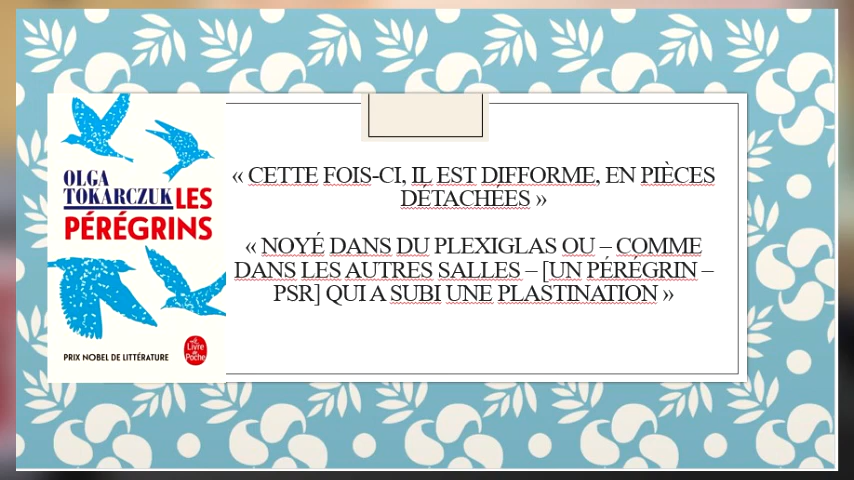 OLGA
TOKARCZUK LES
PÉRÉGRINS
PRIX NOBEL DE LITTÉRATURE
Le
Livre
de
Poche
« CETTE FOIS-CI, IL EST DIFFORME, EN PIÈCES
DÉTACHÉES »
« NOYÉ DANS DU PLEXIGLAS OU – COMME
DANS LES AUTRES SALLES – [UN PÉRÉGRIN –
PSR] QUI A SUBI UNE PLASTINATION »